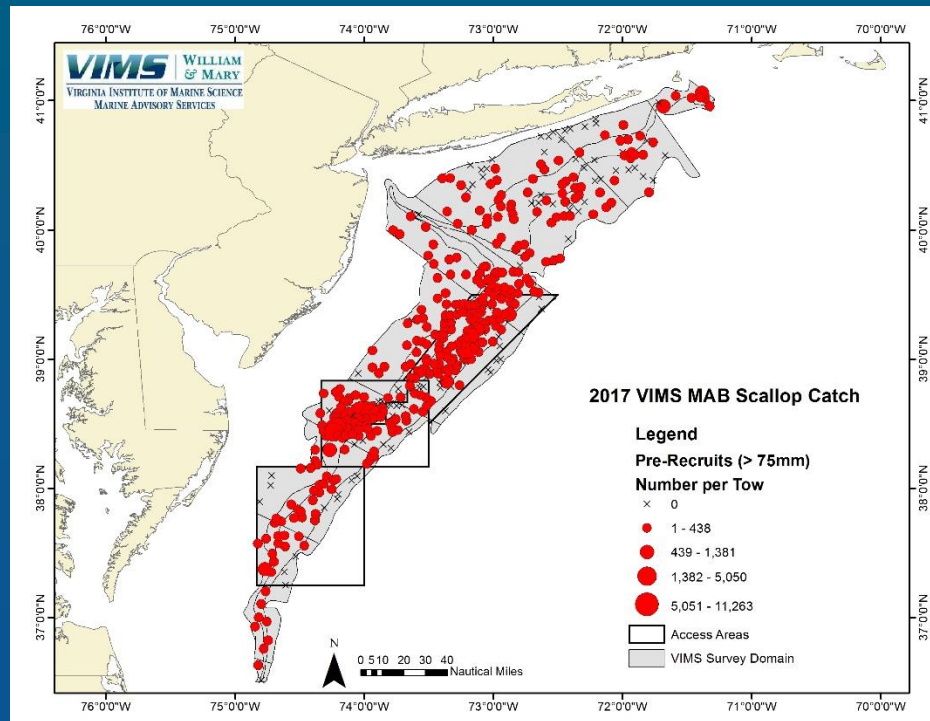 76°0'0"W 75°0'0"W 74°0'0"W 73°0'0"W 72°0'0"W 71°0'0"W 70°0'0"W
VIMS WILLIAM & MARY
VIRGINIA INSTITUTE OF MARINE SCIENCE
MARINE ADVISORY SERVICES
41°0'0"N 41°0'0"N
40°0'0"N 40°0'0"N
39°0'0"N 39°0'0"N
38°0'0"N 38°0'0"N
37°0'0"N 37°0'0"N
2017 VIMS MAB Scallop Catch
Legend
Pre-Recruits (> 75mm)
Number per Tow
0
1 - 438
439 - 1,381
1,382 - 5,050
5,051 - 11,263
Access Areas
VIMS Survey Domain
N
0 5 10 20 30 40
Nautical Miles
76°0'0"W 75°0'0"W 74°0'0"W 73°0'0"W 72°0'0"W 71°0'0"W 70°0'0"W